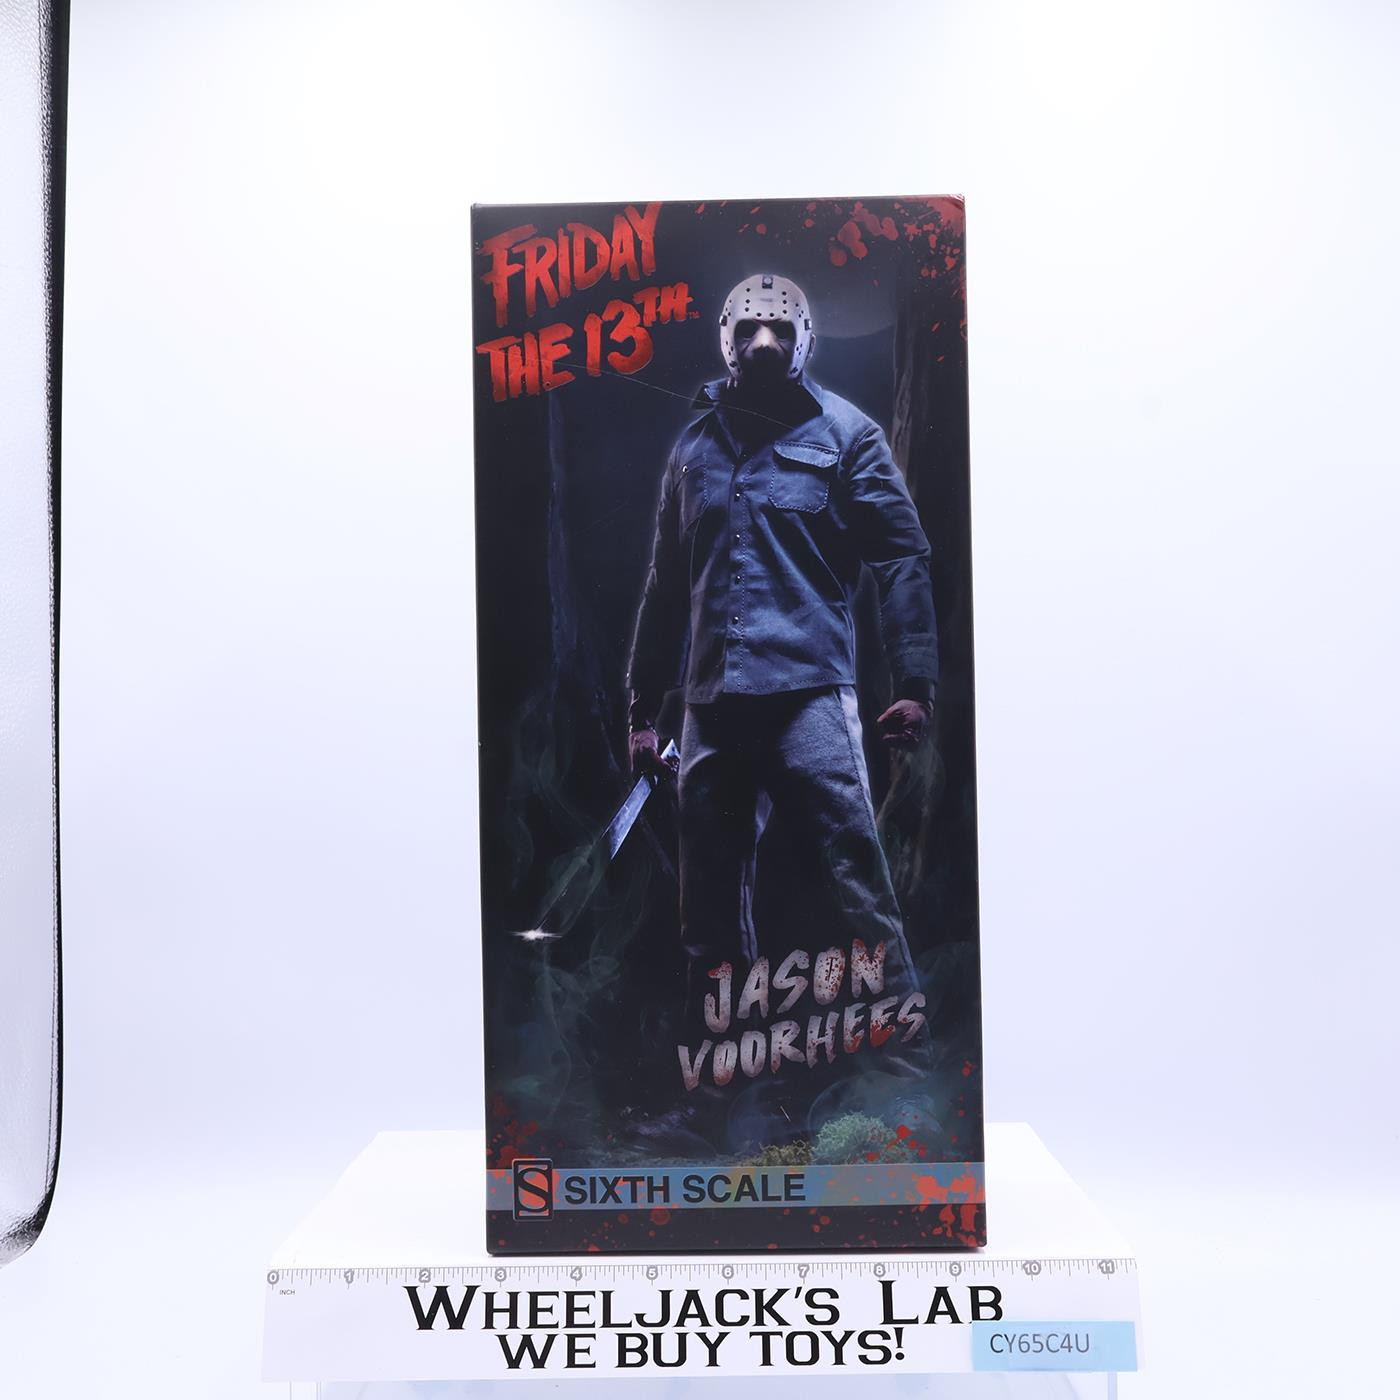 FRIDAY
THE 13TH™
JASON
VOORHEES
S SIXTH SCALE
0 1 2 3 4 5 6 7 8 9 10 11
INCH
WHEELJACK'S LAB
WE BUY TOYS!
CY65C4U